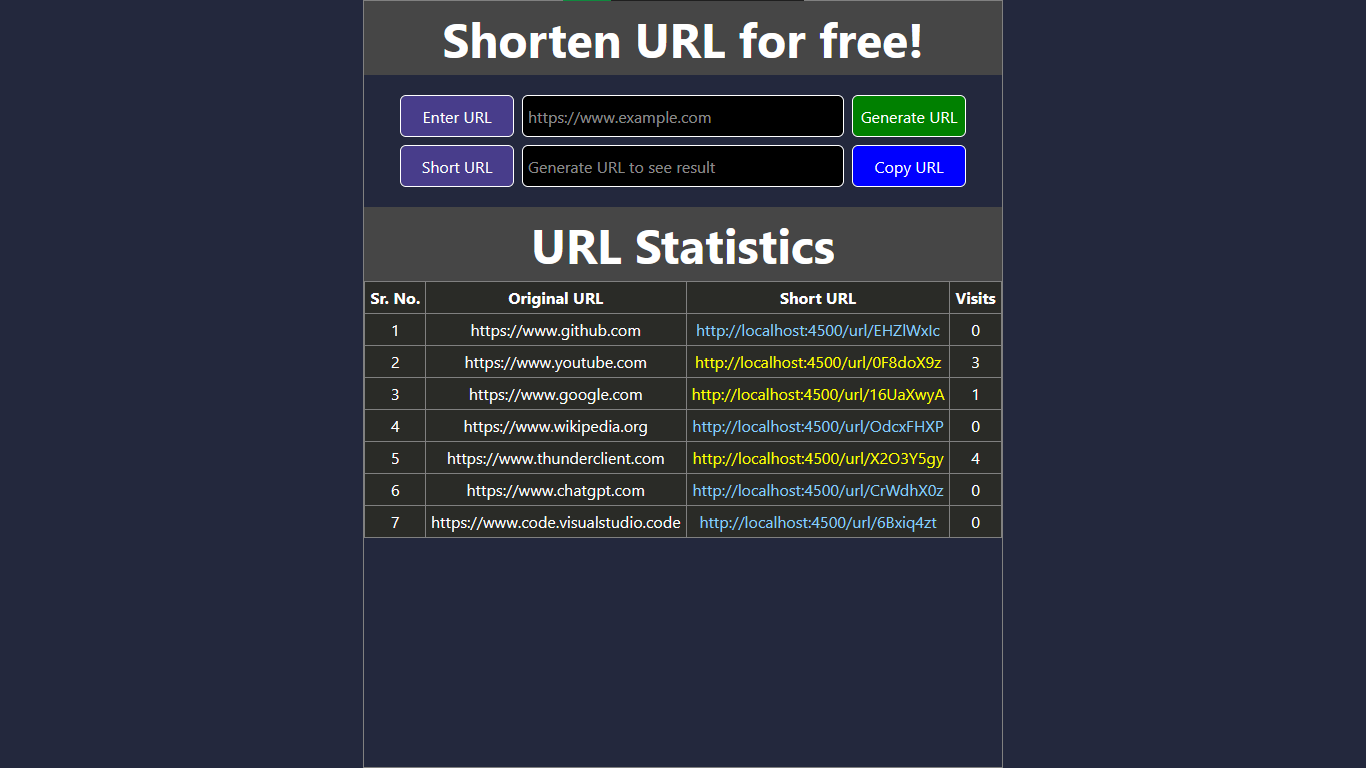 Shorten URL for free!
Enter URL https://www.example.com Generate URL
Short URL Generate URL to see result Copy URL
URL Statistics
Sr. No. Original URL Short URL Visits
1 https://www.github.com http://localhost:4500/url/EHZlWxIc 0
2 https://www.youtube.com http://localhost:4500/url/0F8doX9z 3
3 https://www.google.com http://localhost:4500/url/16UaXwyA 1
4 https://www.wikipedia.org http://localhost:4500/url/OdcxFHXP 0
5 https://www.thunderclient.com http://localhost:4500/url/X2O3Y5gy 4
6 https://www.chatgpt.com http://localhost:4500/url/CrWdhX0z 0
7 https://www.code.visualstudio.code http://localhost:4500/url/6Bxiq4zt 0